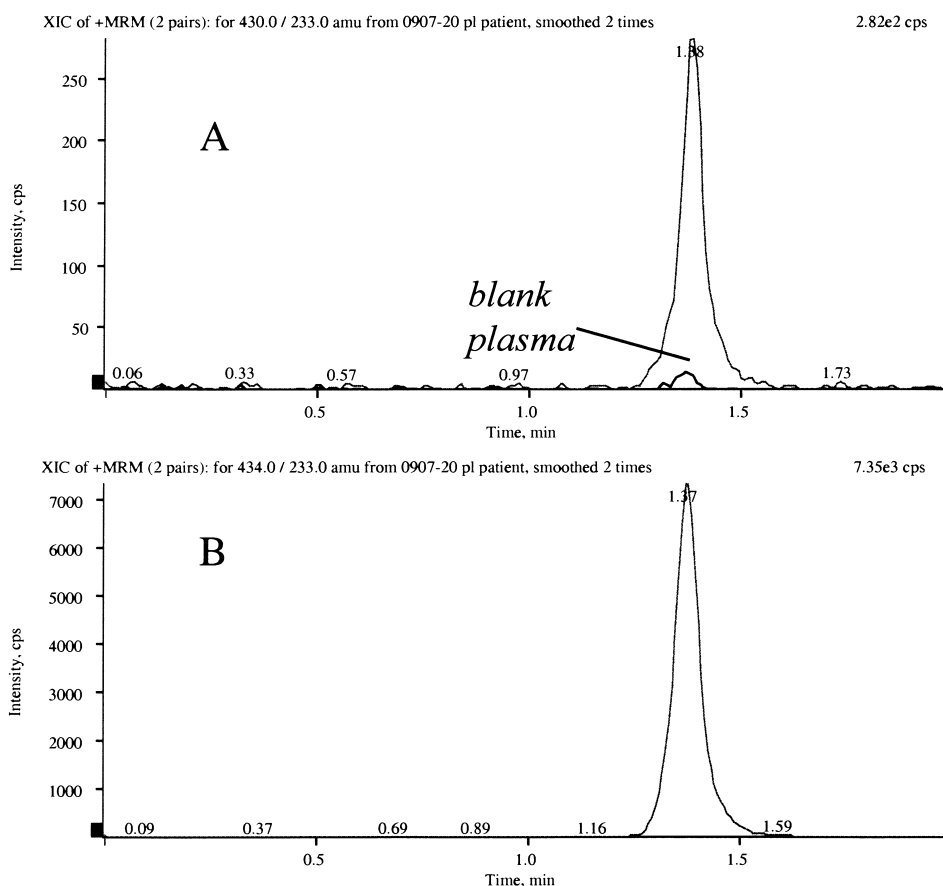 XIC of +MRM (2 pairs): for 430.0 / 233.0 amu from 0907-20 pl patient, smoothed 2 times 2.82e2 cps
1.38
250
A
200
Intensity, cps
150
100
blank
plasma
50
0.06 0.33 0.57 0.97 1.73
0.5 1.0 1.5
Time, min
XIC of +MRM (2 pairs): for 434.0 / 233.0 amu from 0907-20 pl patient, smoothed 2 times 7.35e3 cps
7000 1.37
B
6000
5000
Intensity, cps
4000
3000
2000
1000
0.09 0.37 0.69 0.89 1.16 1.59
0.5 1.0 1.5
Time, min